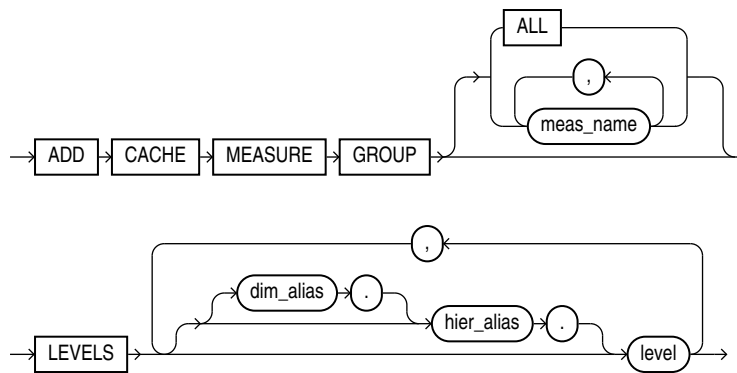 ALL
,
meas_name
ADD CACHE MEASURE GROUP
,
dim_alias .
hier_alias .
LEVELS level